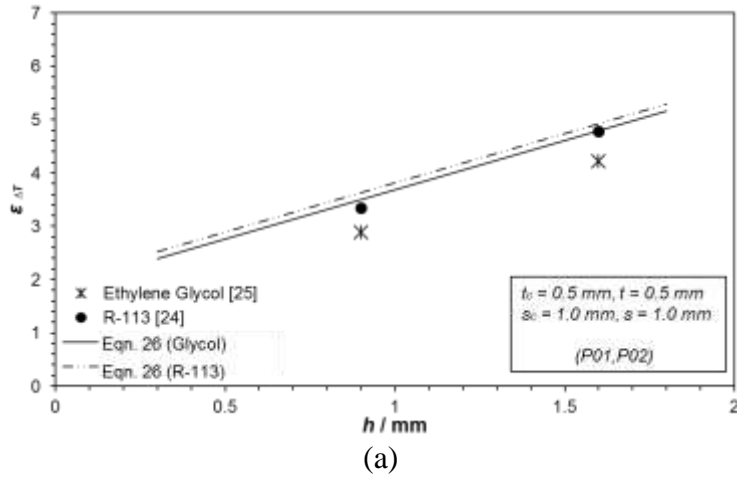 7
6
5
4
3
2
1
0
ε ΔT
Ethylene Glycol [25]
R-113 [24]
Eqn. 26 (Glycol)
Eqn. 26 (R-113)
tc = 0.5 mm, t = 0.5 mm
sc = 1.0 mm, s = 1.0 mm
(P01,P02)
0 0.5 1 1.5 2
h / mm
(a)